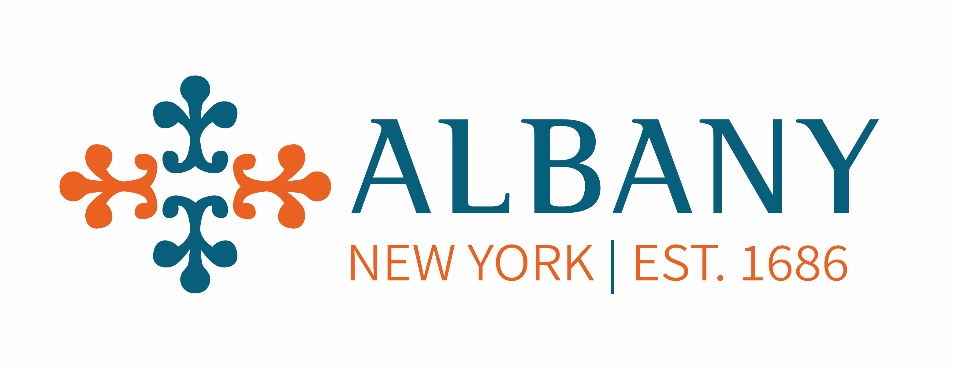 ALBANY
NEW YORK | EST. 1686